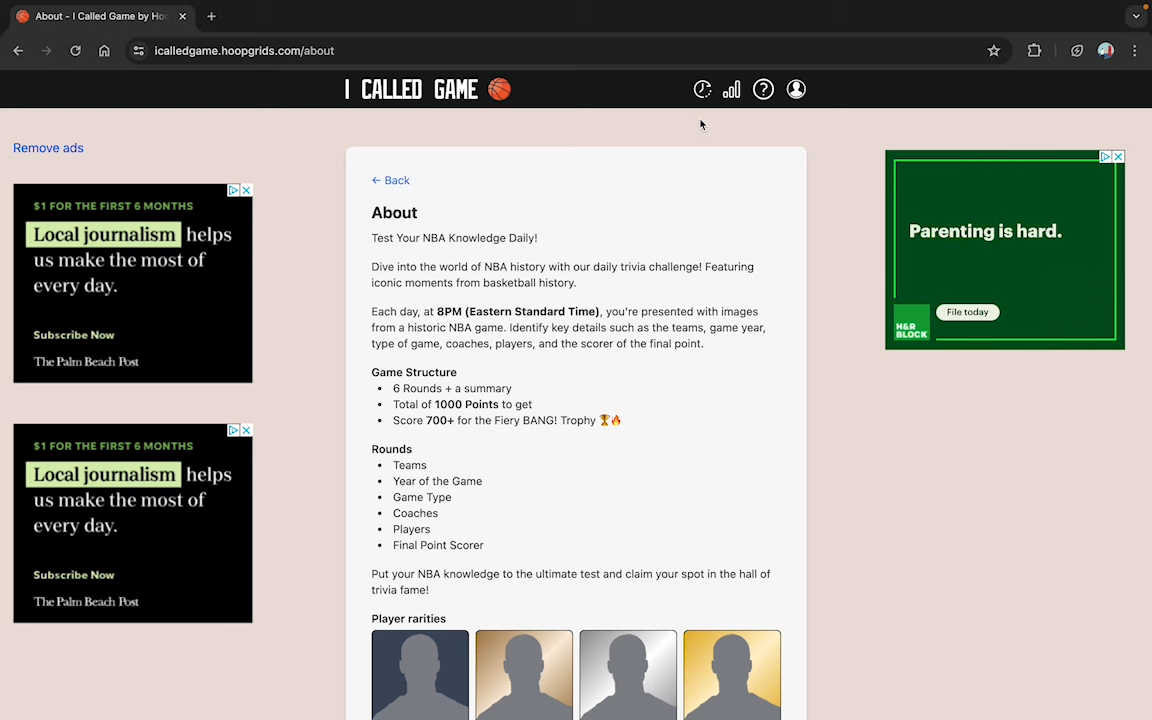 About - I Called Game by Ho
icalledgame.hoopgrids.com/about
I CALLED GAME
Remove ads
$1 FOR THE FIRST 6 MONTHS
Local journalism helps
us make the most of
every day.
Subscribe Now
The Palm Beach Post
$1 FOR THE FIRST 6 MONTHS
Local journalism helps
us make the most of
every day.
Subscribe Now
The Palm Beach Post
← Back
About
Test Your NBA Knowledge Daily!
Dive into the world of NBA history with our daily trivia challenge! Featuring
iconic moments from basketball history.
Each day, at 8PM (Eastern Standard Time), you're presented with images
from a historic NBA game. Identify key details such as the teams, game year,
type of game, coaches, players, and the scorer of the final point.
Game Structure
• 6 Rounds + a summary
• Total of 1000 Points to get
• Score 700+ for the Fiery BANG! Trophy 🏆🔥
Rounds
• Teams
• Year of the Game
• Game Type
• Coaches
• Players
• Final Point Scorer
Put your NBA knowledge to the ultimate test and claim your spot in the hall of
trivia fame!
Player rarities
Parenting is hard.
H&R
BLOCK
File today